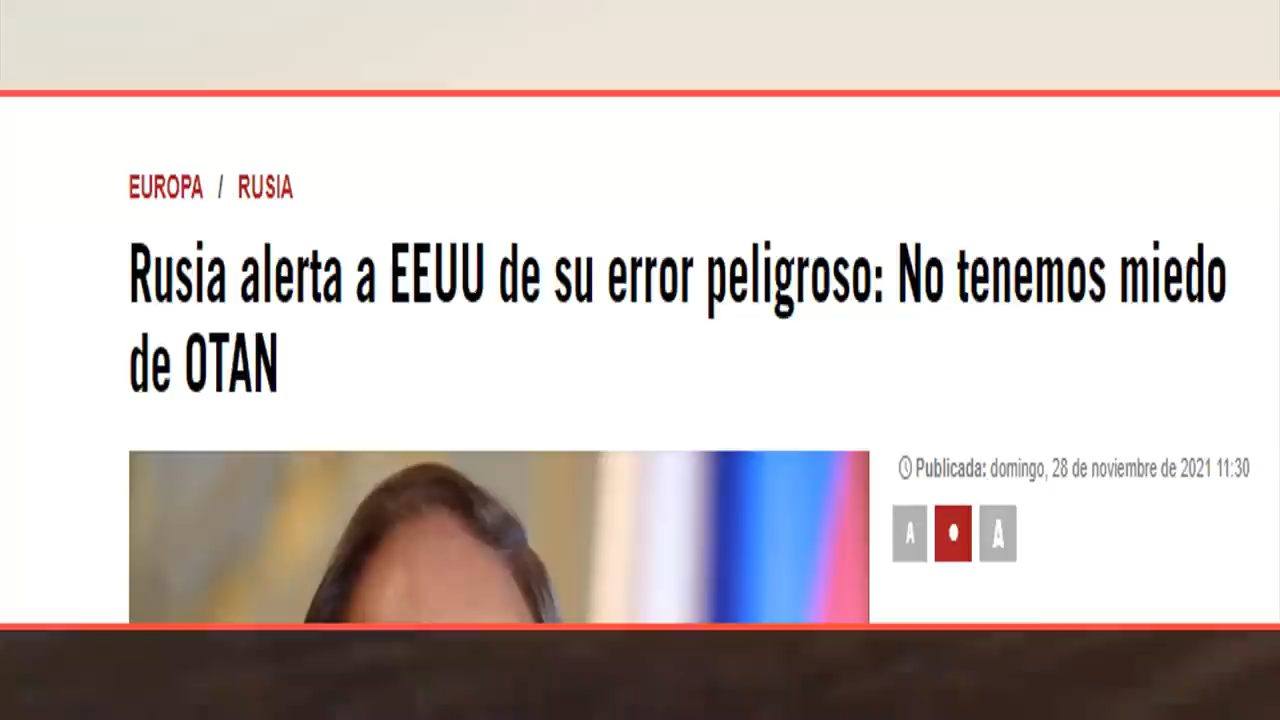 EUROPA / RUSIA
Rusia alerta a EEUU de su error peligroso: No tenemos miedo
de OTAN
Publicada: domingo, 28 de noviembre de 2021 11:30
A A